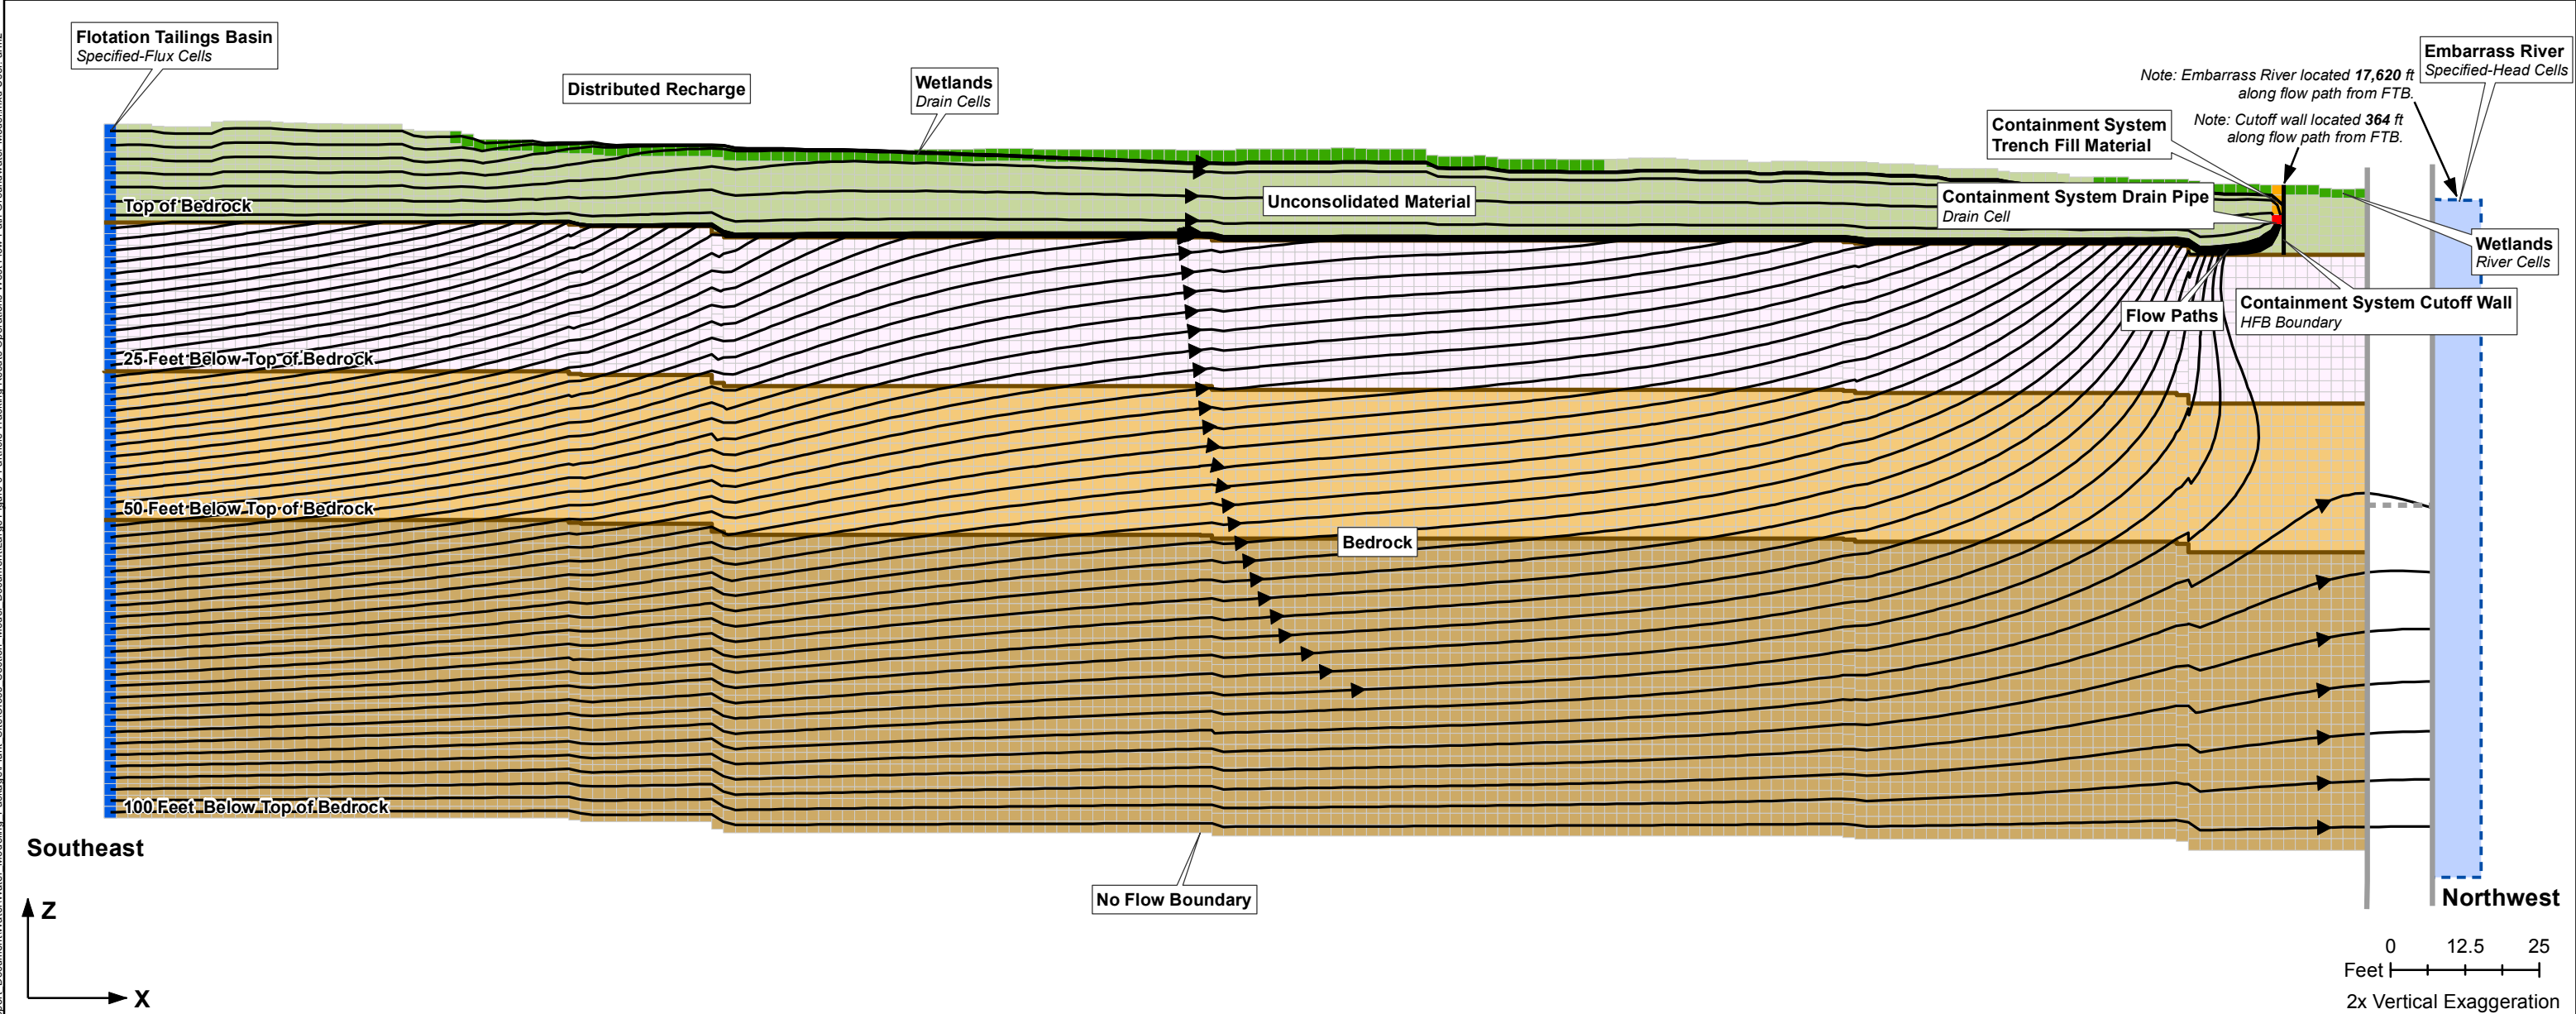 Flotation Tailings Basin
Specified-Flux Cells
Distributed Recharge
Wetlands
Drain Cells
Embarrass River
Specified-Head Cells
Note: Embarrass River located 17,620 ft
along flow path from FTB.
Note: Cutoff wall located 364 ft
along flow path from FTB.
Containment System
Trench Fill Material
Containment System Drain Pipe
Drain Cell
Unconsolidated Material
Top of Bedrock
Wetlands
River Cells
Containment System Cutoff Wall
HFB Boundary
Flow Paths
25 Feet Below Top of Bedrock
50 Feet Below Top of Bedrock
Bedrock
100 Feet Below Top of Bedrock
Southeast
No Flow Boundary
Northwest
Z
X
0 12.5 25
Feet
2x Vertical Exaggeration